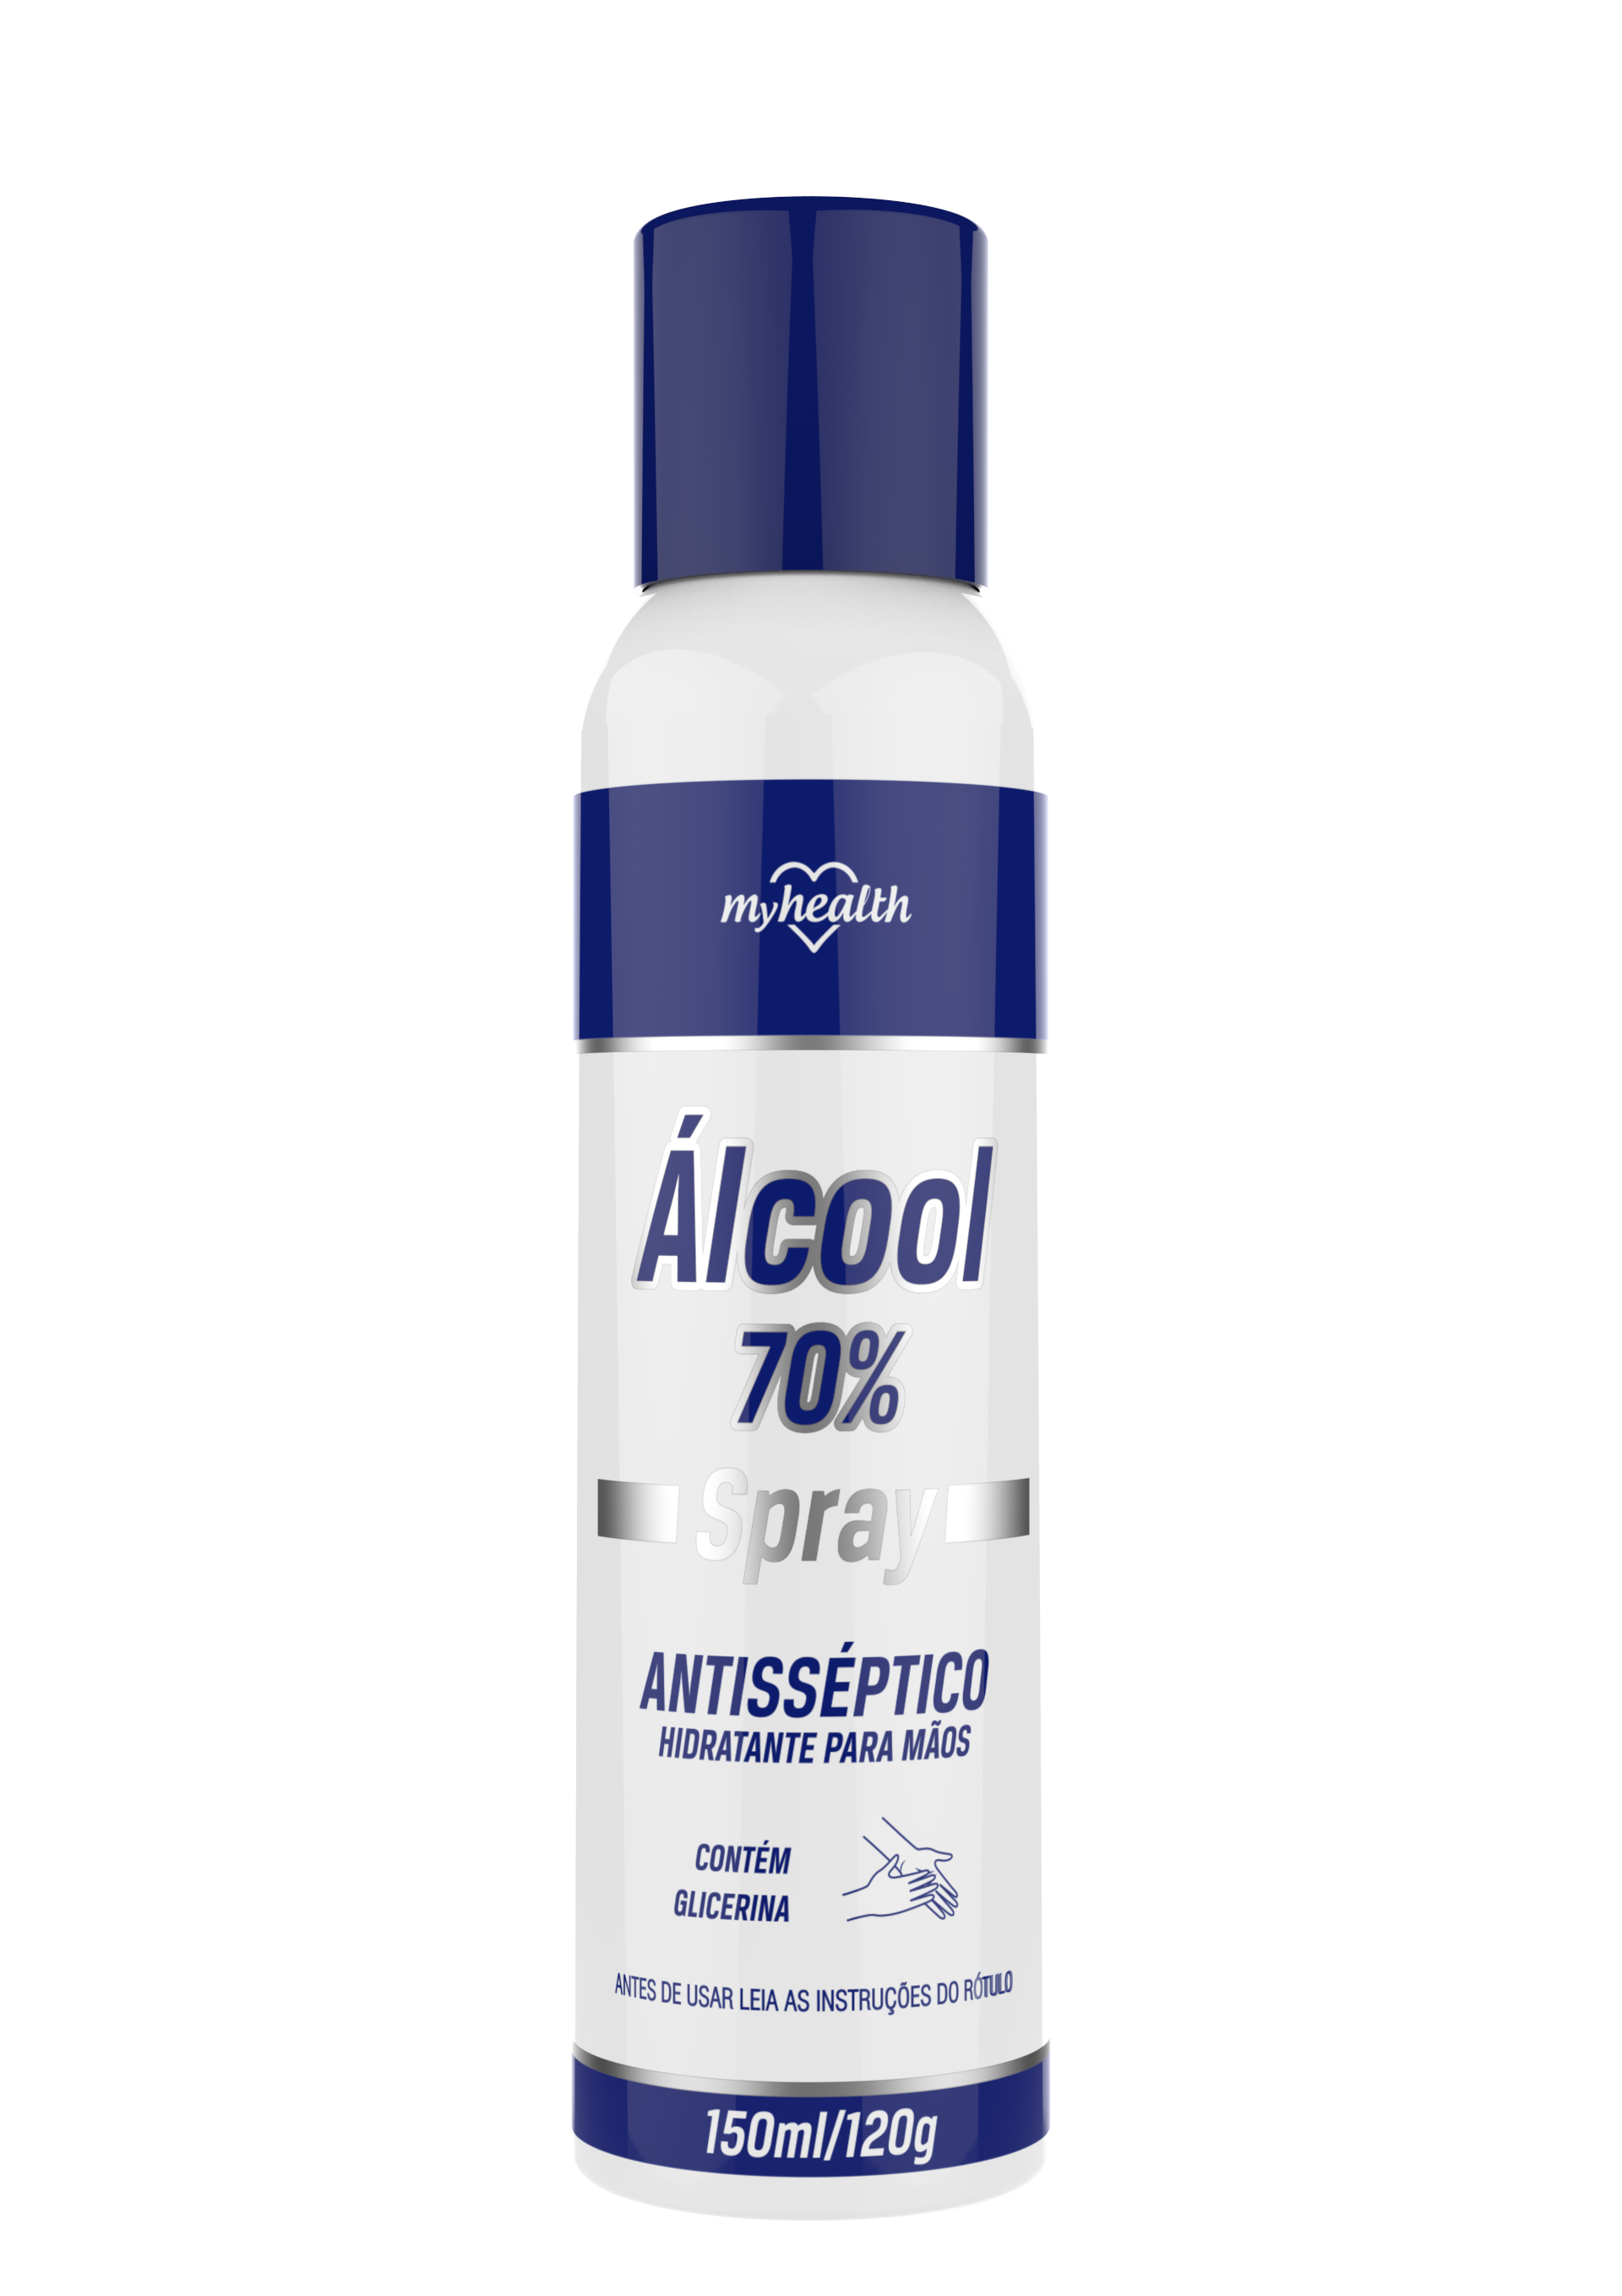 myhealth
Álcool
70%
Spray
ANTISSÉPTICO
HIDRATANTE PARA MÃOS
CONTÉM
GLICERINA
ANTES DE USAR LEIA AS INSTRUÇÕES DO RÓTULO
150ml/120g